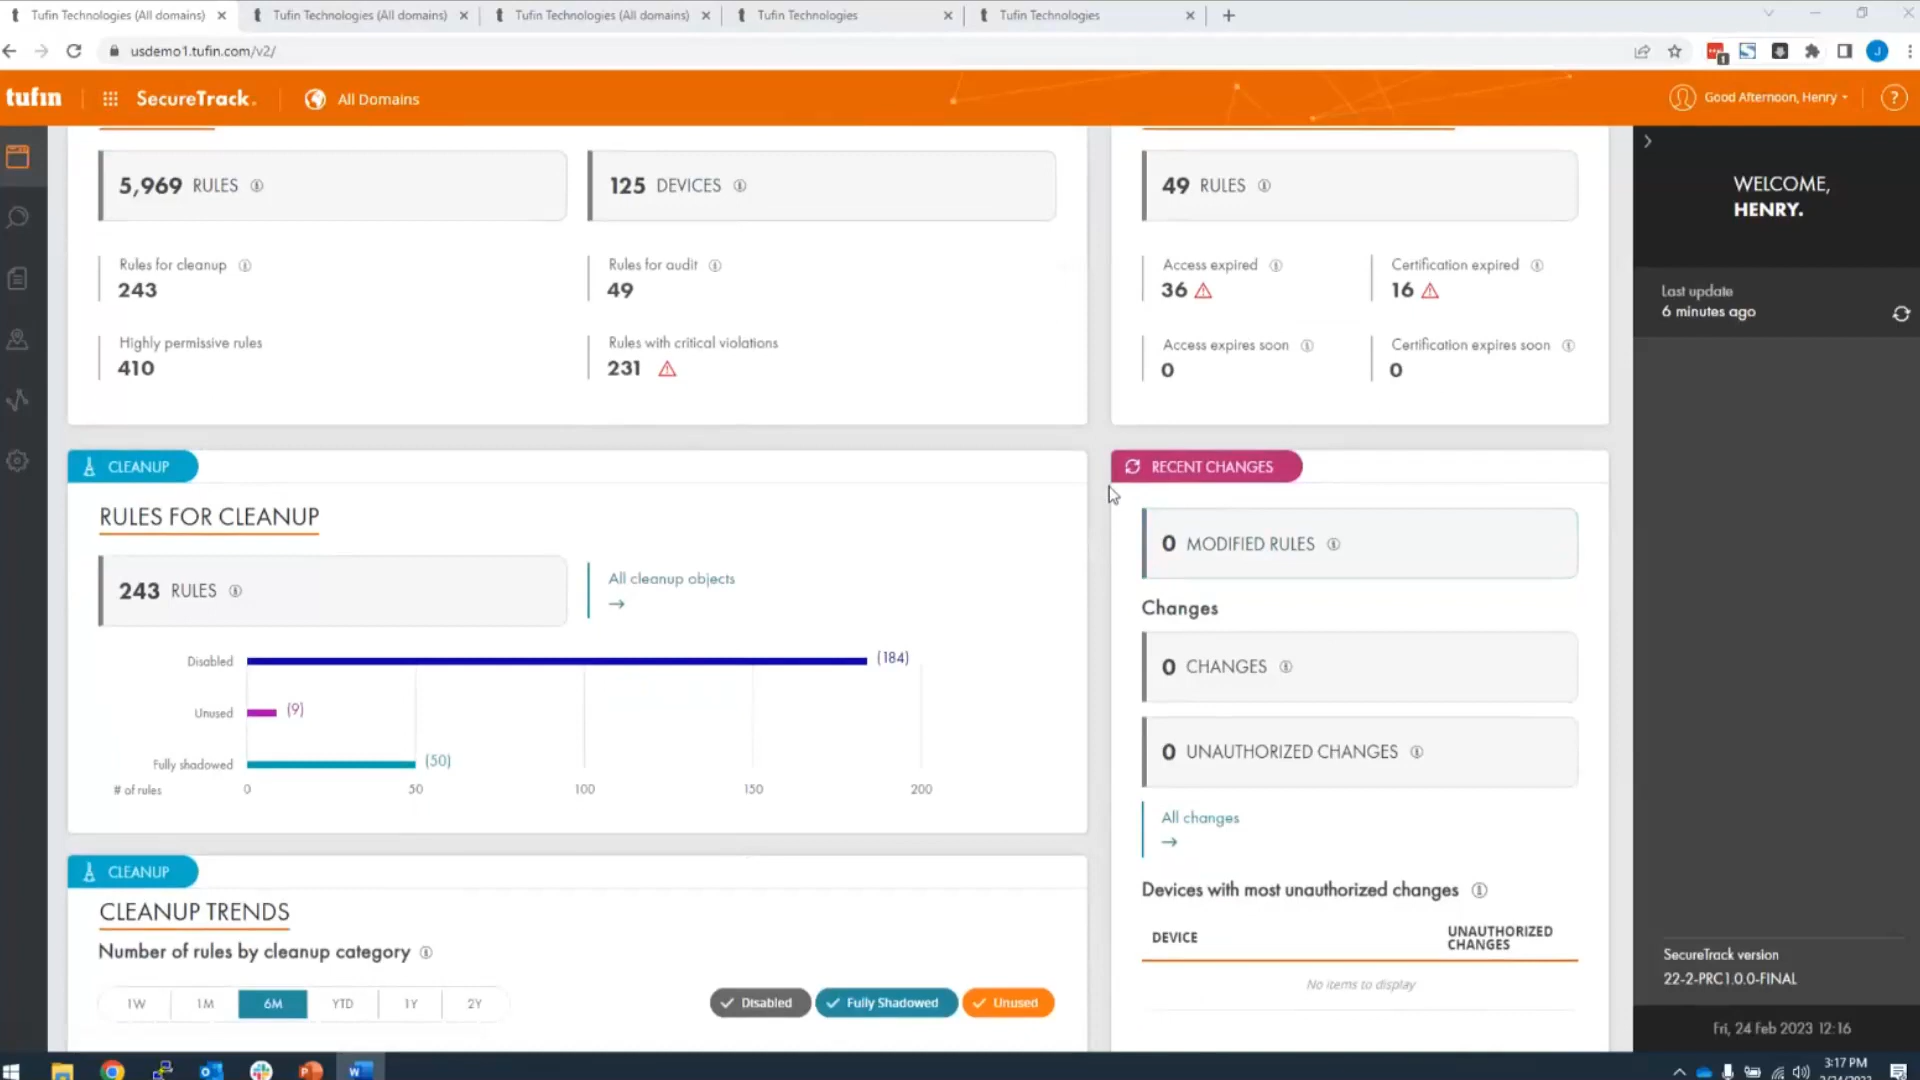 Tufin Technologies (All domains)
Tufin Technologies (All domains)
Tufin Technologies (All domains)
Tufin Technologies
Tufin Technologies
usdemo1.tufin.com/v2/
1
J
tufin
SecureTrack.
All Domains
Good Afternoon, Henry
?
5,969 RULES
125 DEVICES
49 RULES
Rules for cleanup
243
Rules for audit
49
Access expired
36
Certification expired
16
Highly permissive rules
410
Rules with critical violations
231
Access expires soon
0
Certification expires soon
0
WELCOME,
HENRY.
Last update
6 minutes ago
CLEANUP
RULES FOR CLEANUP
243 RULES
All cleanup objects
Disabled
(184)
Unused
(9)
Fully shadowed
(50)
# of rules
0
50
100
150
200
RECENT CHANGES
0 MODIFIED RULES
Changes
0 CHANGES
0 UNAUTHORIZED CHANGES
All changes
Devices with most unauthorized changes
DEVICE
UNAUTHORIZED
CHANGES
No items to display
CLEANUP
CLEANUP TRENDS
Number of rules by cleanup category
1W
1M
6M
YTD
1Y
2Y
Disabled
Fully Shadowed
Unused
SecureTrack version
22-2-PRC1.0.0-FINAL
Fri, 24 Feb 2023 12:16
3:17 PM